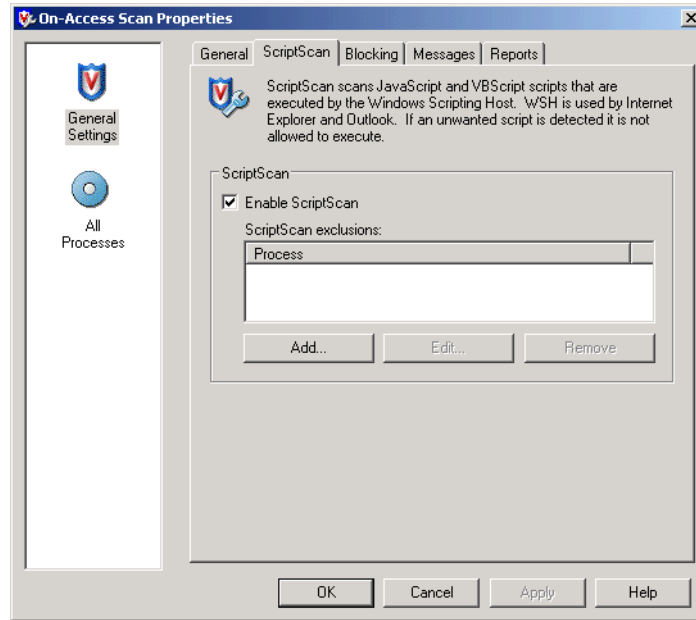 On-Access Scan Properties
General
Settings
All
Processes
General ScriptScan Blocking Messages Reports
ScriptScan scans JavaScript and VBScript scripts that are
executed by the Windows Scripting Host. WSH is used by Internet
Explorer and Outlook. If an unwanted script is detected it is not
allowed to execute.
ScriptScan
Enable ScriptScan
ScriptScan exclusions:
Process
Add... Edit... Remove
OK Cancel Apply Help